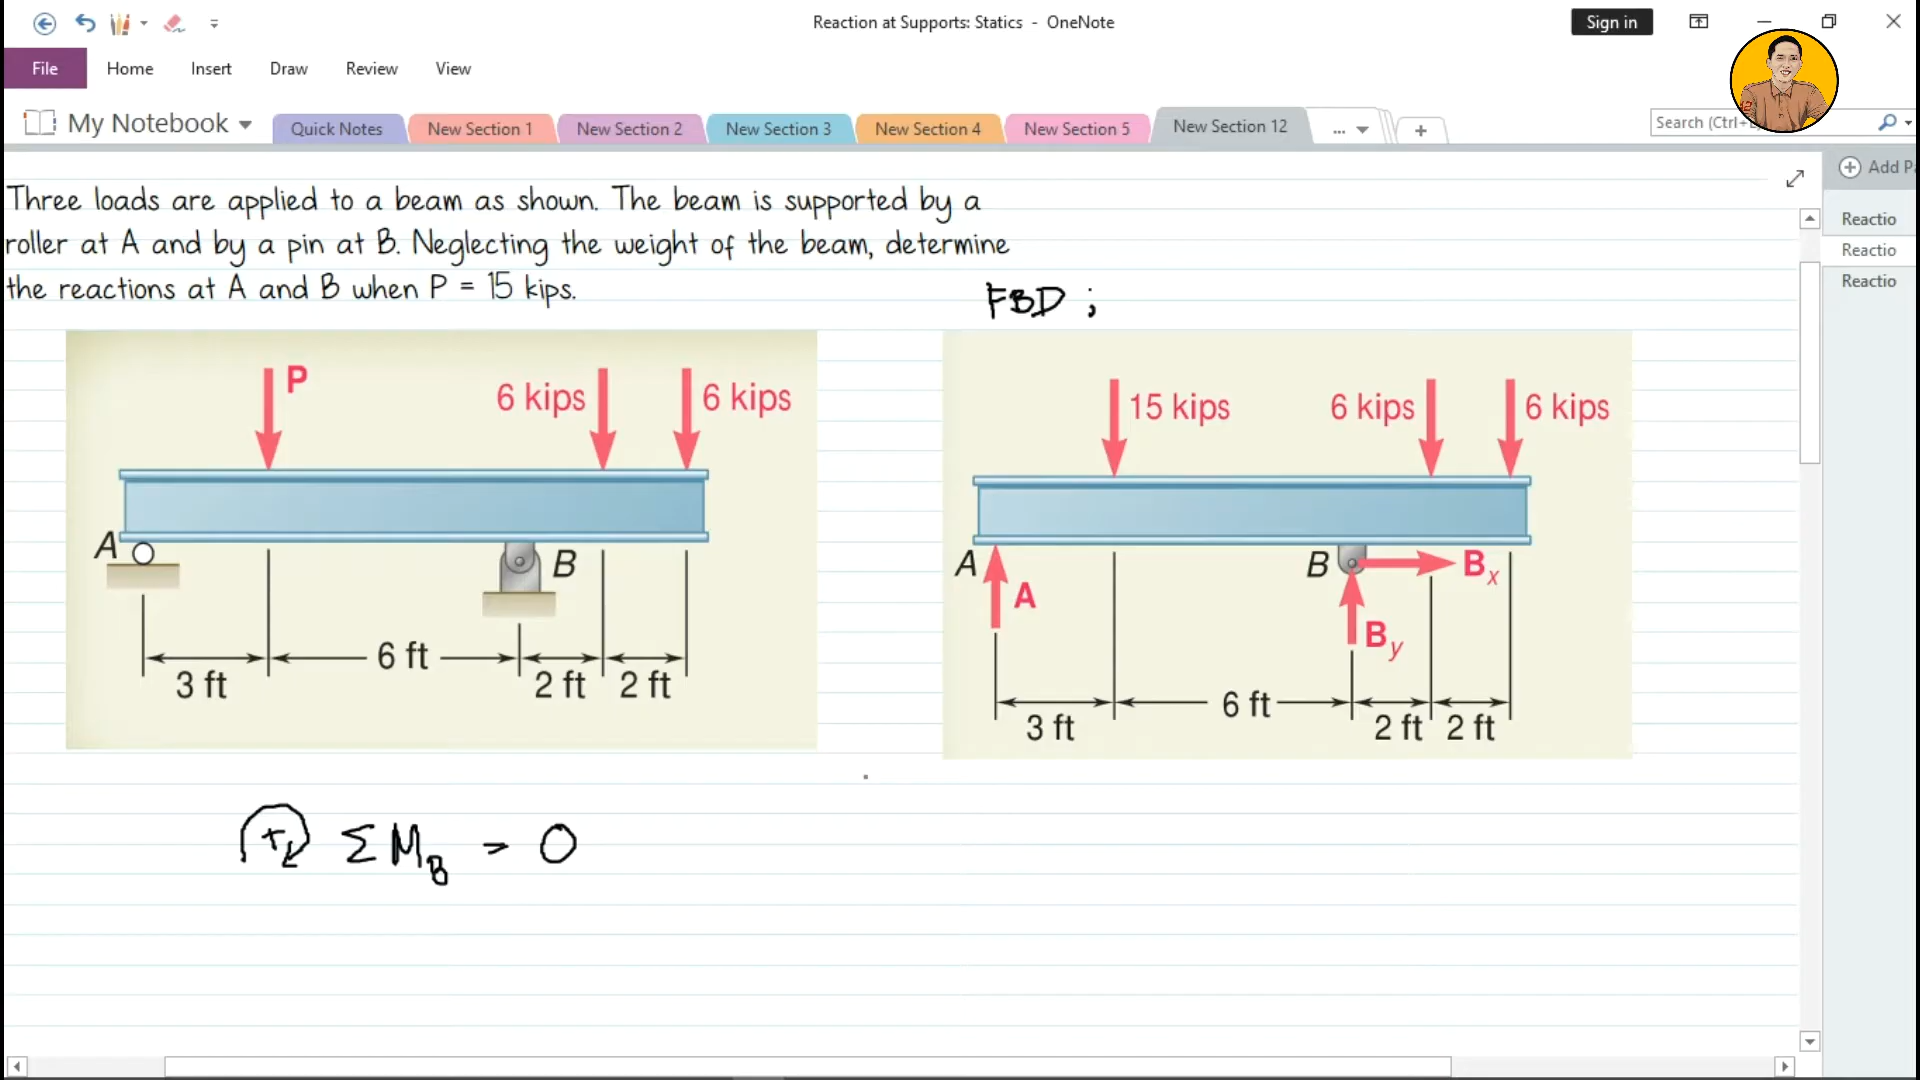 Reaction at Supports: Statics - OneNote
Sign in
File Home Insert Draw Review View
My Notebook
Quick Notes New Section 1 New Section 2 New Section 3 New Section 4 New Section 5 New Section 12 ... +
Search (Ctrl+
Add P
Reactio
Reactio
Reactio
Three loads are applied to a beam as shown. The beam is supported by a
roller at A and by a pin at B. Neglecting the weight of the beam, determine
the reactions at A and B when P = 15 kips.
FBD ;
P 6 kips 6 kips
A B
3 ft 6 ft 2 ft 2 ft
15 kips 6 kips 6 kips
A A B Bx
By
3 ft 6 ft 2 ft 2 ft
+ ΣMB = 0